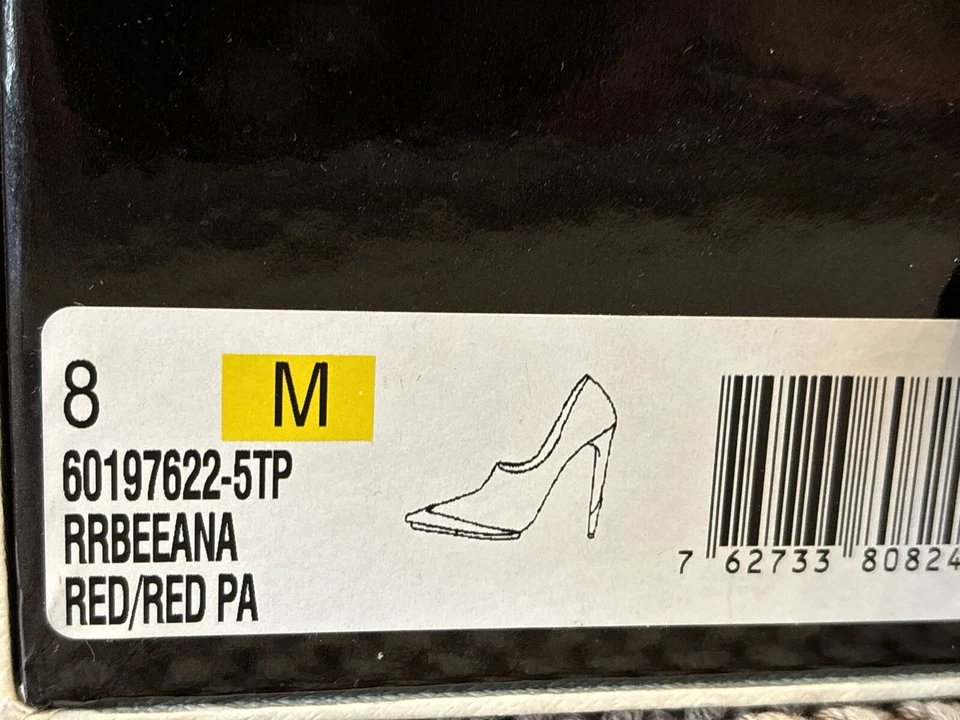 8 M
60197622-5TP
RRBEEANA
RED/RED PA
7 62733 80824